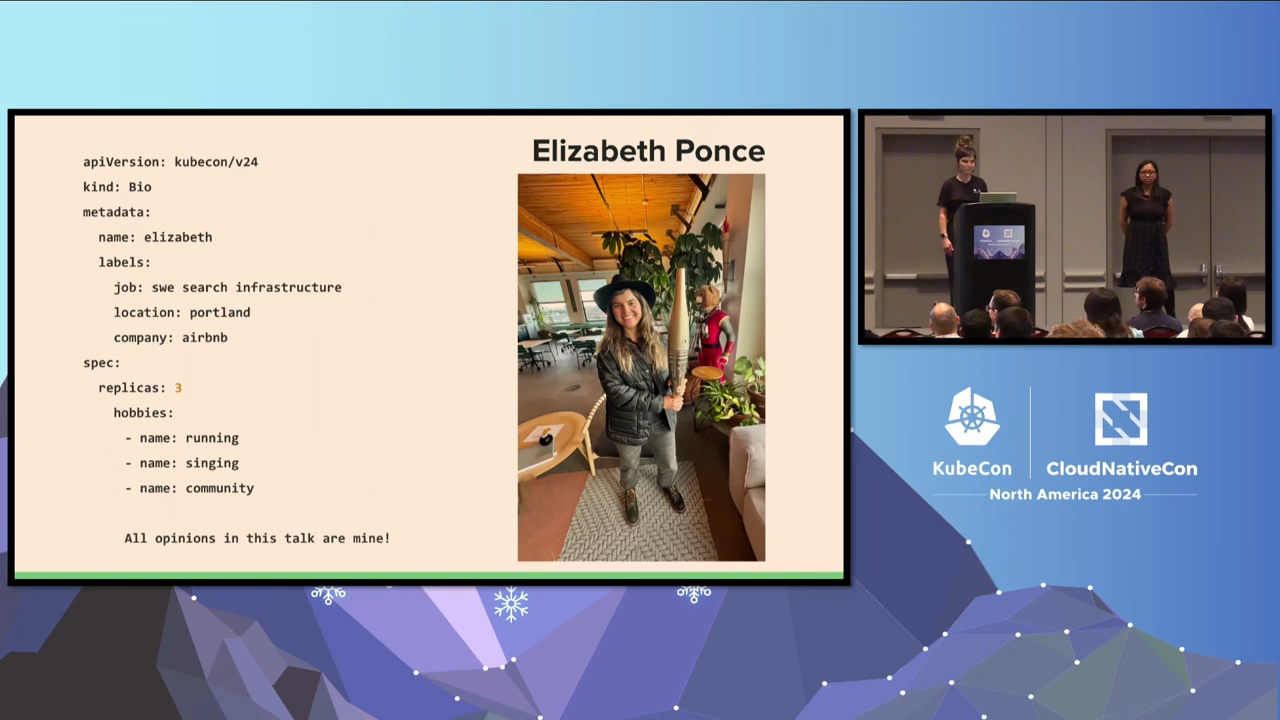 Elizabeth Ponce
apiVersion: kubecon/v24
kind: Bio
metadata:
name: elizabeth
labels:
job: swe search infrastructure
location: portland
company: airbnb
spec:
replicas: 3
hobbies:
- name: running
- name: singing
- name: community
All opinions in this talk are mine!
KubeCon
CloudNativeCon
North America 2024